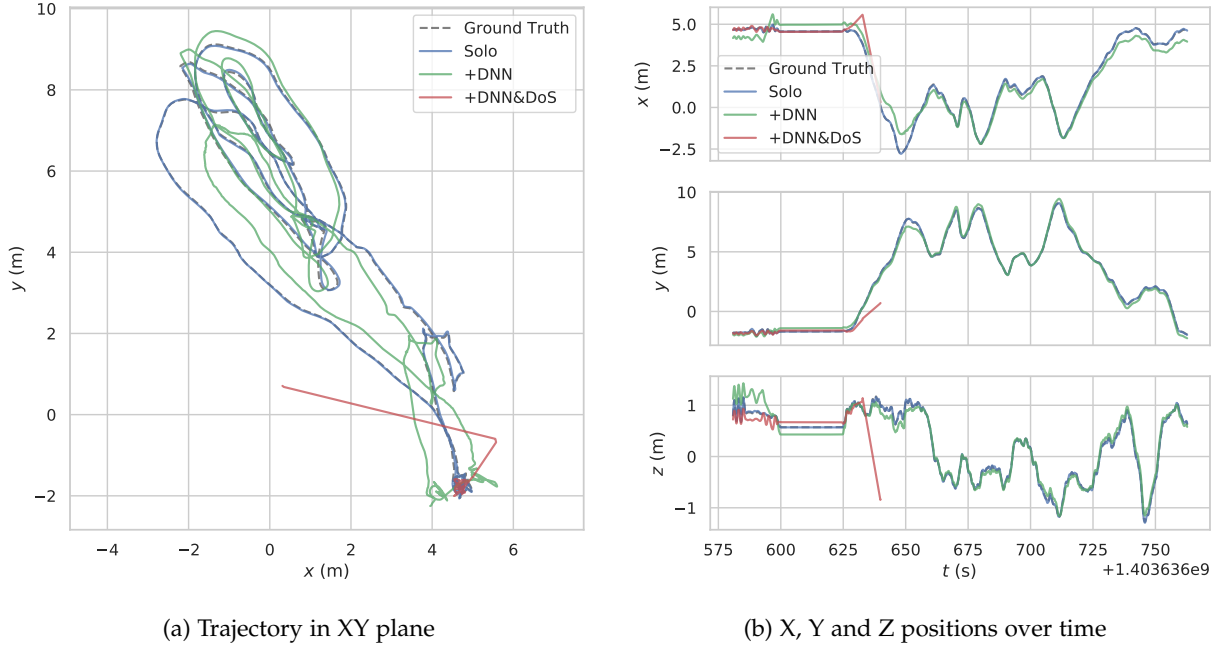 10
8
6
4
2
0
−2
y (m)
−4
−2
0
2
4
6
x (m)
Ground Truth
Solo
+DNN
+DNN&DoS
(a) Trajectory in XY plane
5.0
2.5
0.0
−2.5
x (m)
Ground Truth
Solo
+DNN
+DNN&DoS
10
5
0
y (m)
1
0
−1
z (m)
575
600
625
650
675
700
725
750
t (s)
+1.403636e9
(b) X, Y and Z positions over time